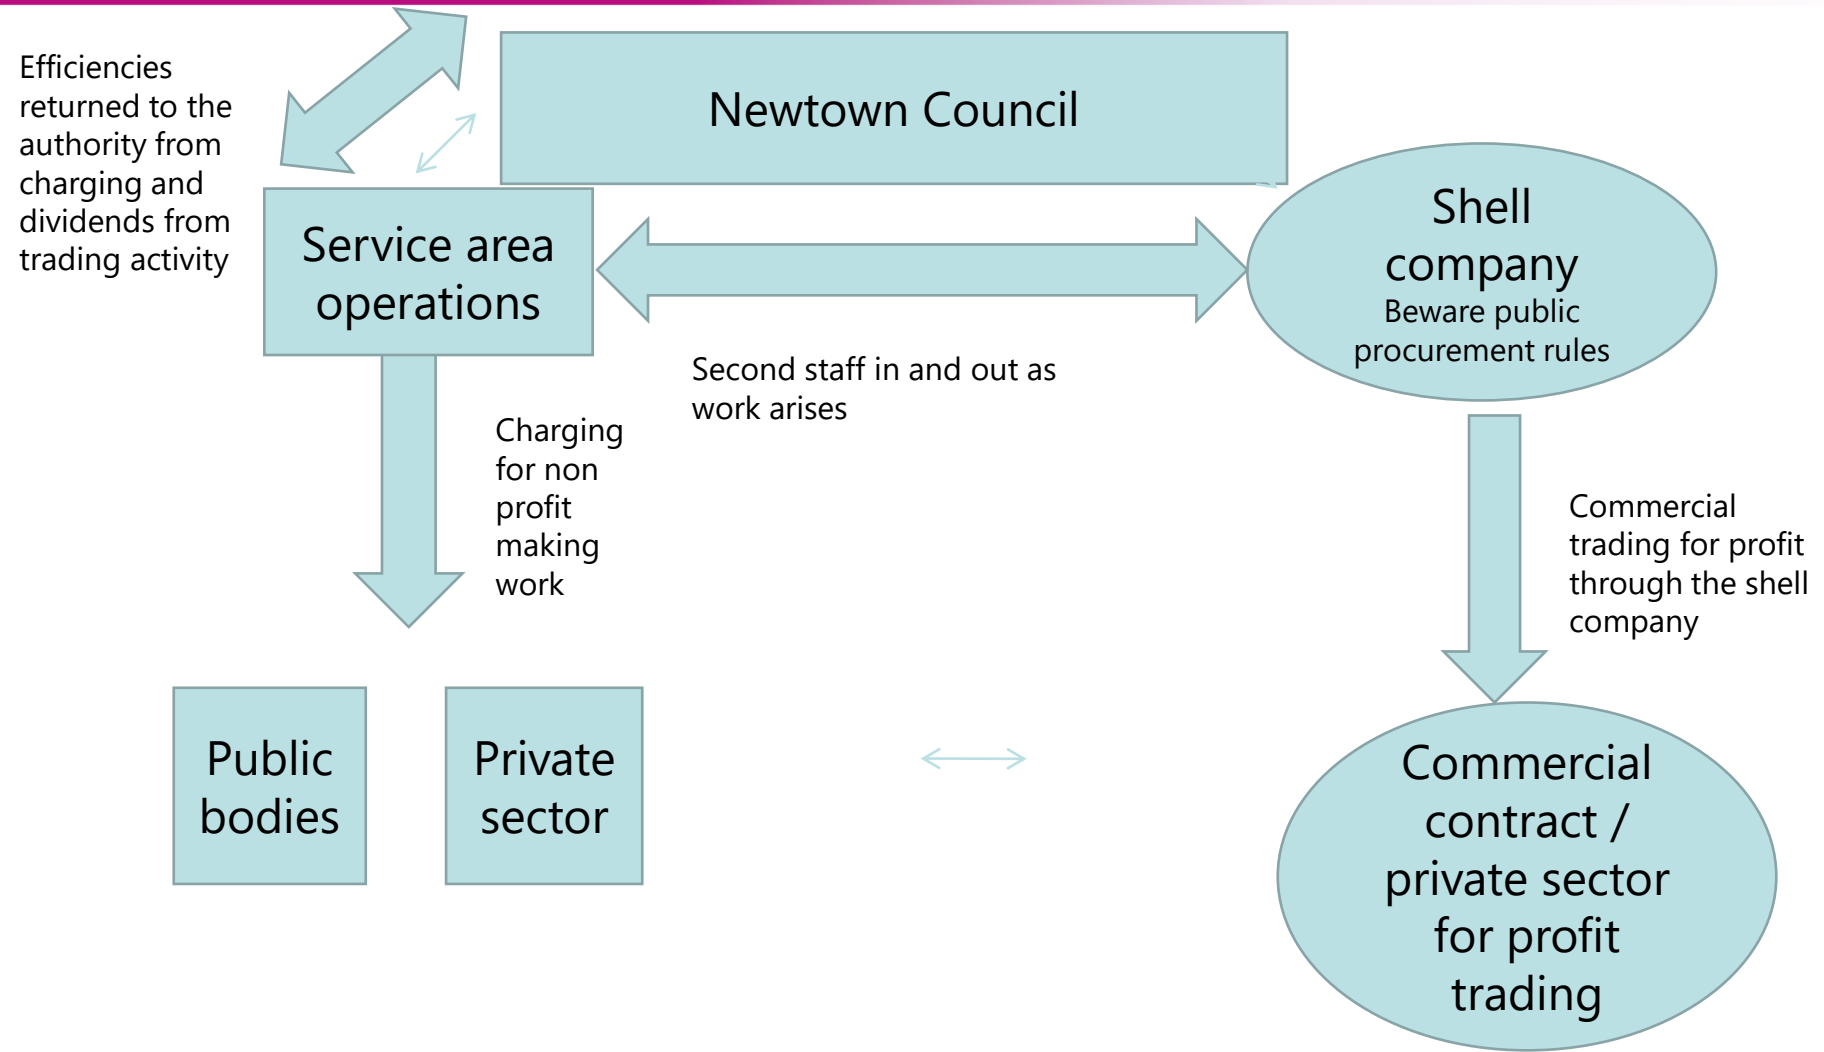 Efficiencies
returned to the
authority from
charging and
dividends from
trading activity
Newtown Council
Service area
operations
Shell
company
Beware public
procurement rules
Second staff in and out as
work arises
Charging
for non
profit
making
work
Commercial
trading for profit
through the shell
company
Public
bodies
Private
sector
Commercial
contract /
private sector
for profit
trading